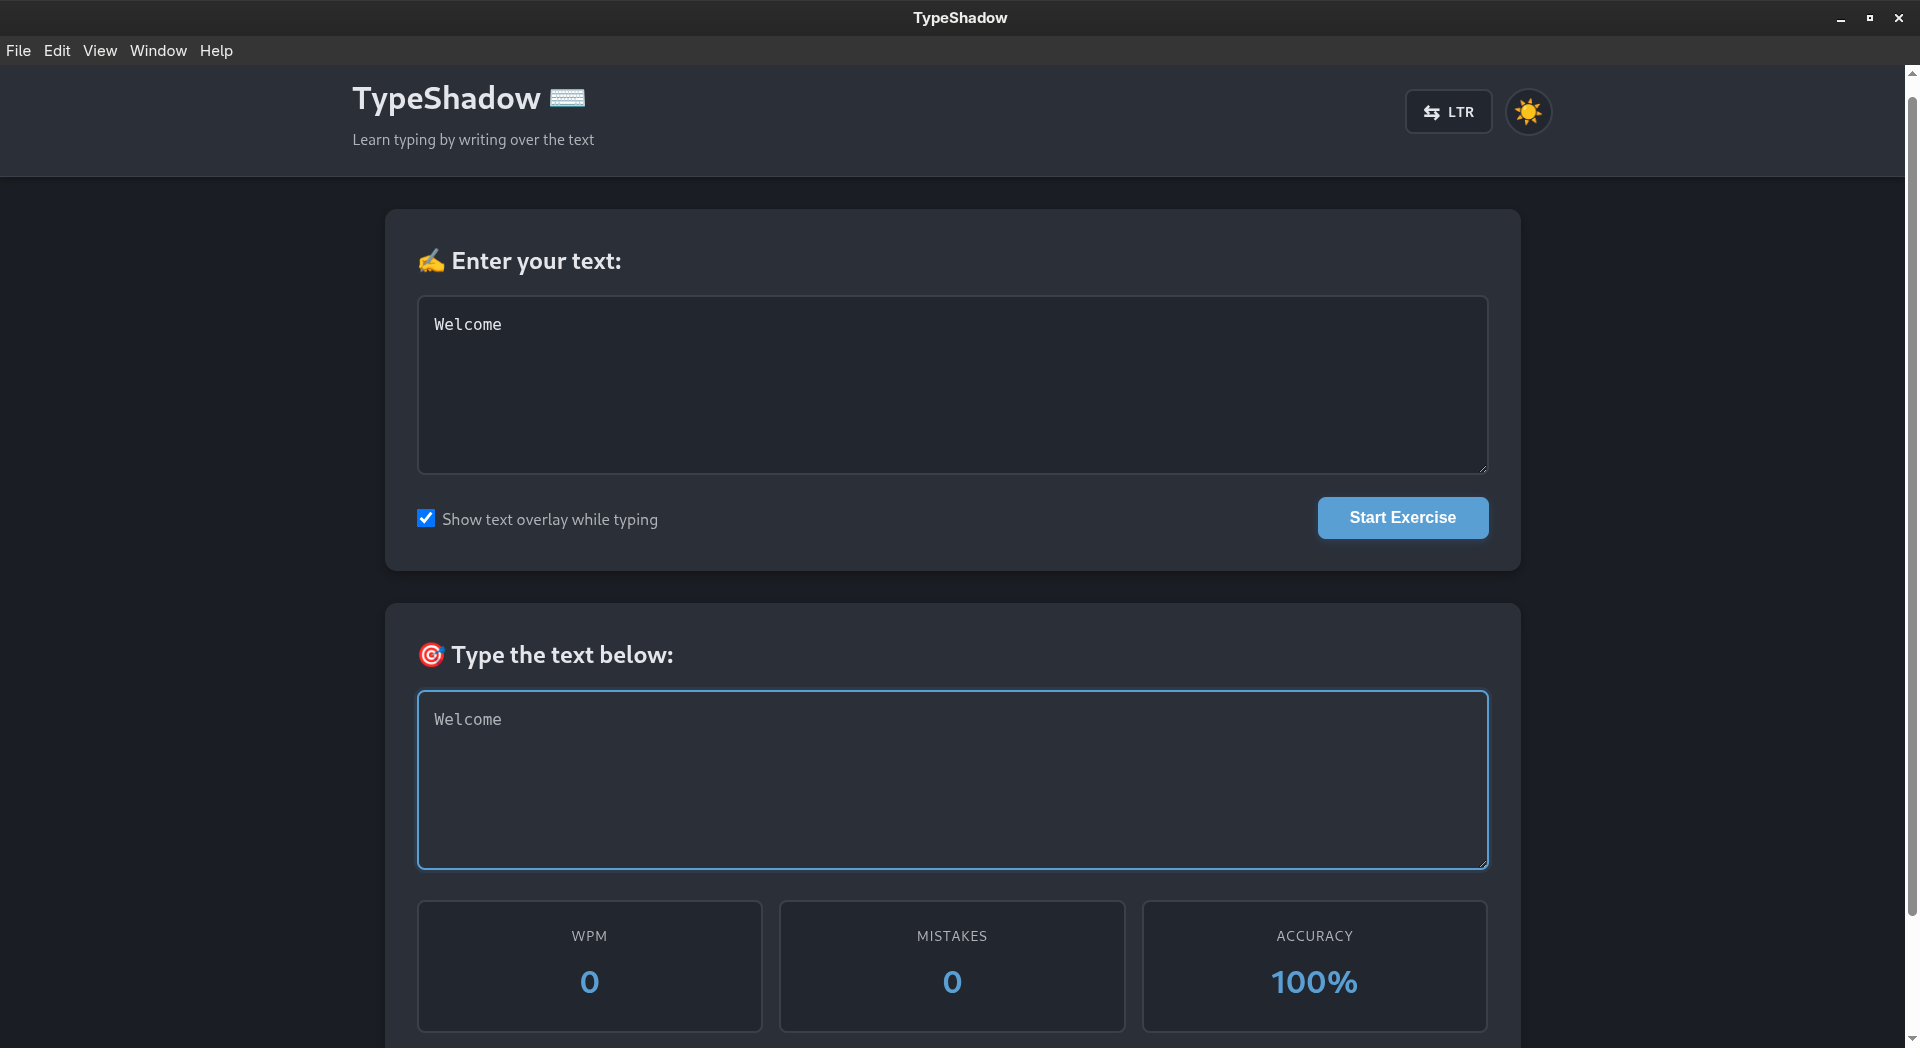 TypeShadow
File Edit View Window Help
TypeShadow ⌨️
Learn typing by writing over the text
⇆ LTR
✍️ Enter your text:
Welcome
Show text overlay while typing
Start Exercise
🎯 Type the text below:
Welcome
WPM
0
MISTAKES
0
ACCURACY
100%